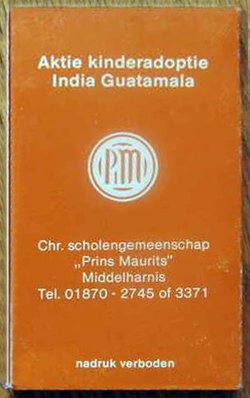 Aktie kinderadoptie
India Guatamala
PM
Chr. scholengemeenschap
„Prins Maurits”
Middelharnis
Tel. 01870 - 2745 of 3371
nadruk verboden